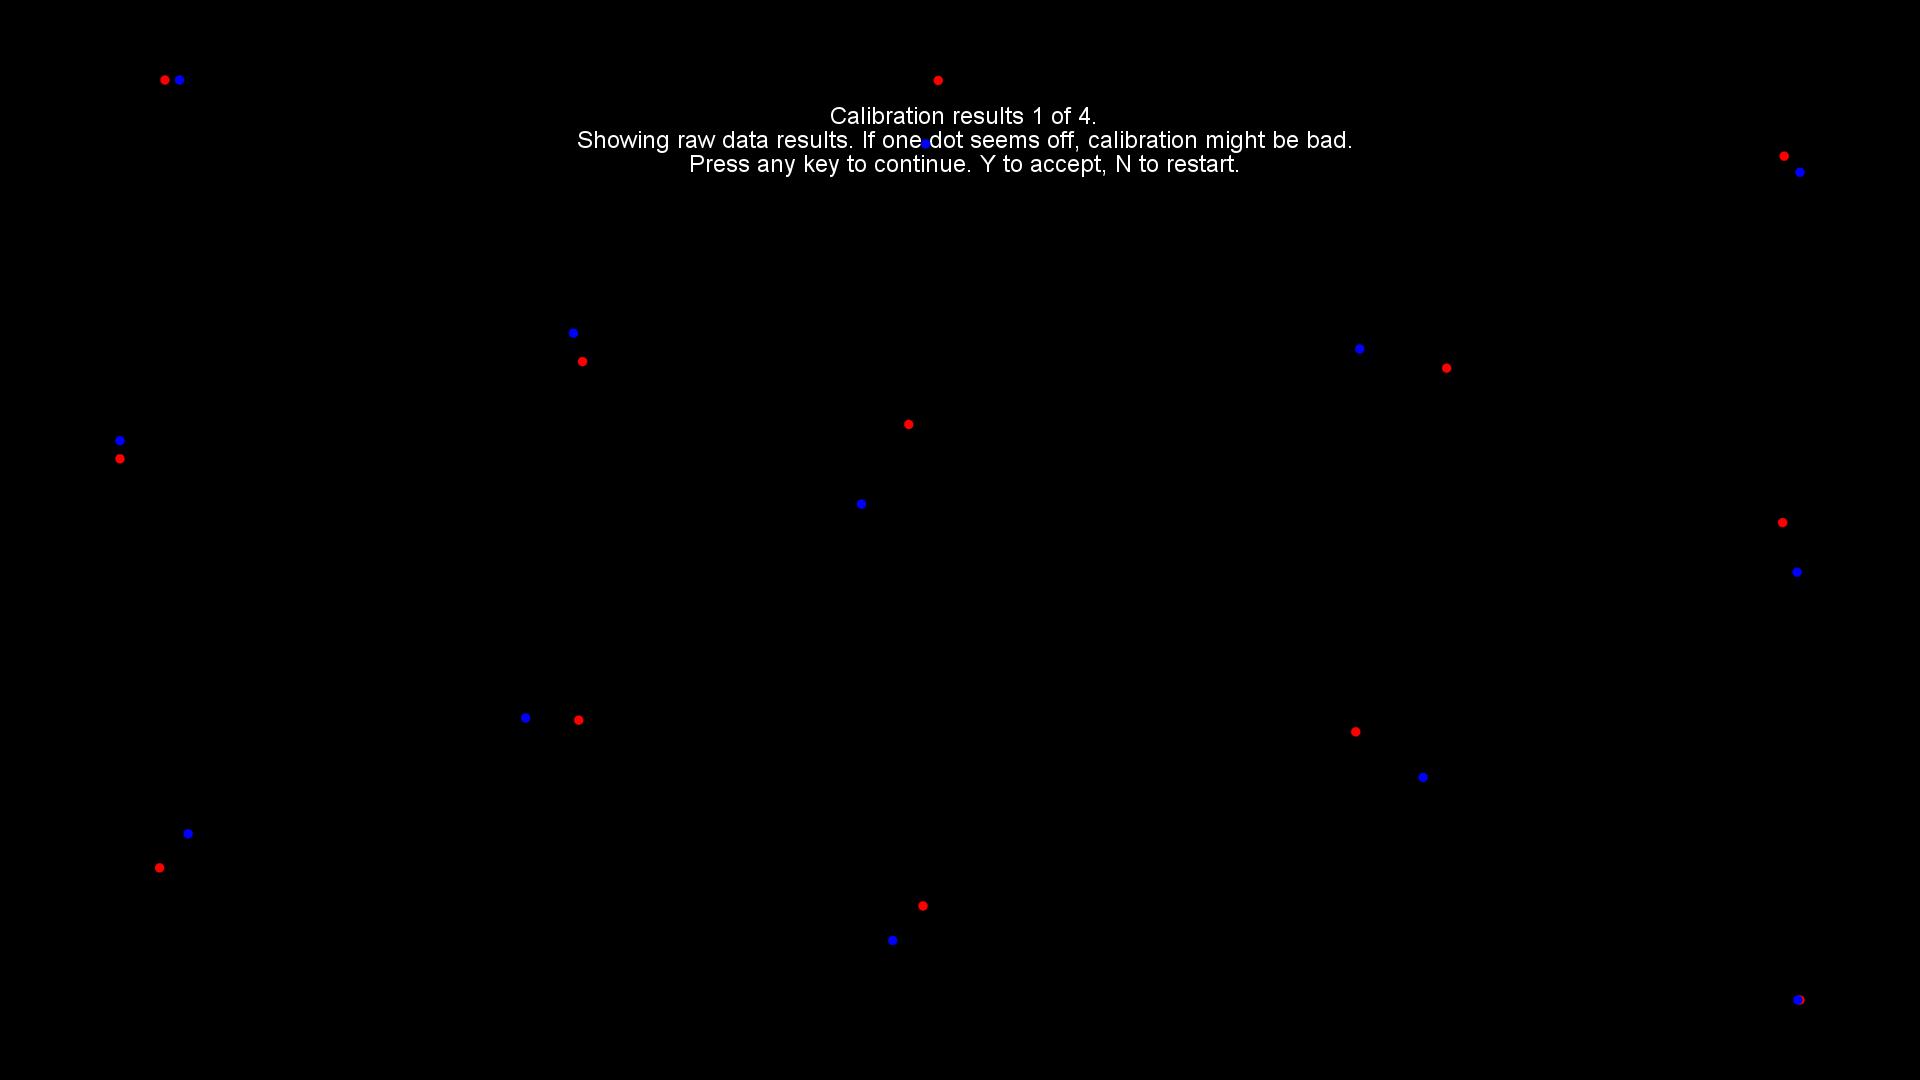 Calibration results 1 of 4.
Showing raw data results. If one dot seems off, calibration might be bad.
Press any key to continue. Y to accept, N to restart.